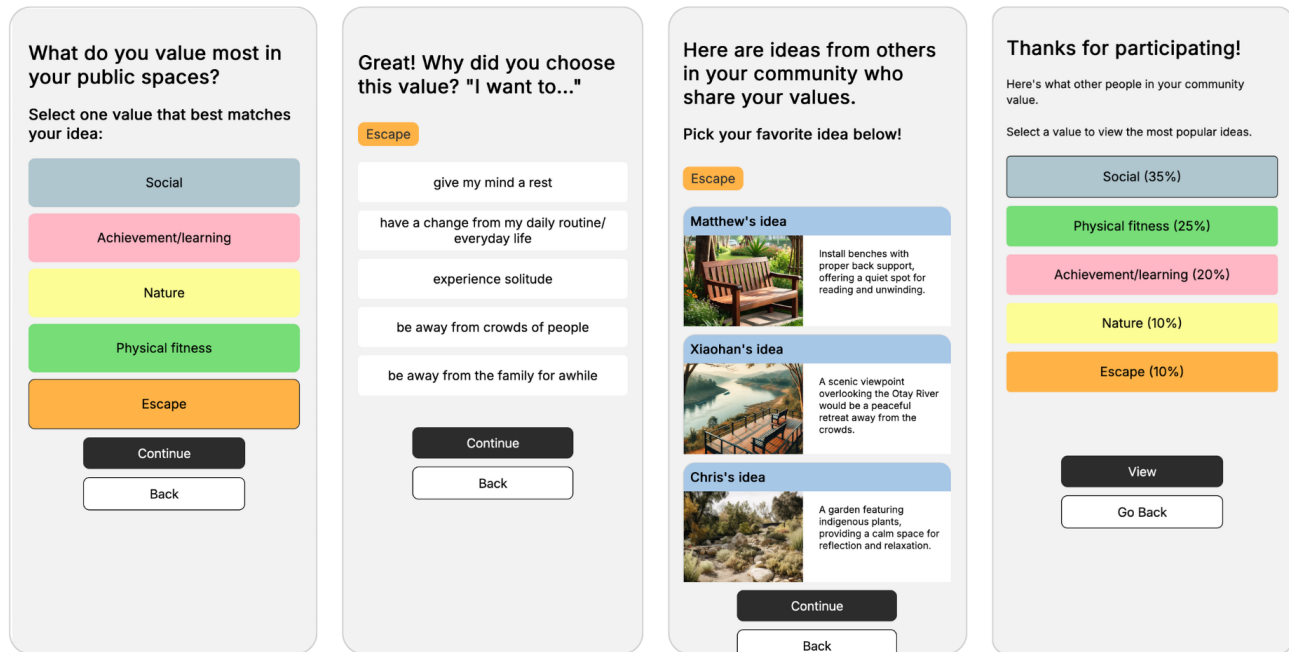 What do you value most in
your public spaces?
Select one value that best matches
your idea:
Social
Achievement/learning
Nature
Physical fitness
Escape
Continue
Back
Great! Why did you choose
this value? "I want to..."
Escape
give my mind a rest
have a change from my daily routine/
everyday life
experience solitude
be away from crowds of people
be away from the family for awhile
Continue
Back
Here are ideas from others
in your community who
share your values.
Pick your favorite idea below!
Escape
Matthew's idea
Install benches with
proper back support,
offering a quiet spot for
reading and unwinding.
Xiaohan's idea
A scenic viewpoint
overlooking the Otay River
would be a peaceful
retreat away from the
crowds.
Chris's idea
A garden featuring
indigenous plants,
providing a calm space for
reflection and relaxation.
Continue
Back
Thanks for participating!
Here's what other people in your community
value.
Select a value to view the most popular ideas.
Social (35%)
Physical fitness (25%)
Achievement/learning (20%)
Nature (10%)
Escape (10%)
View
Go Back